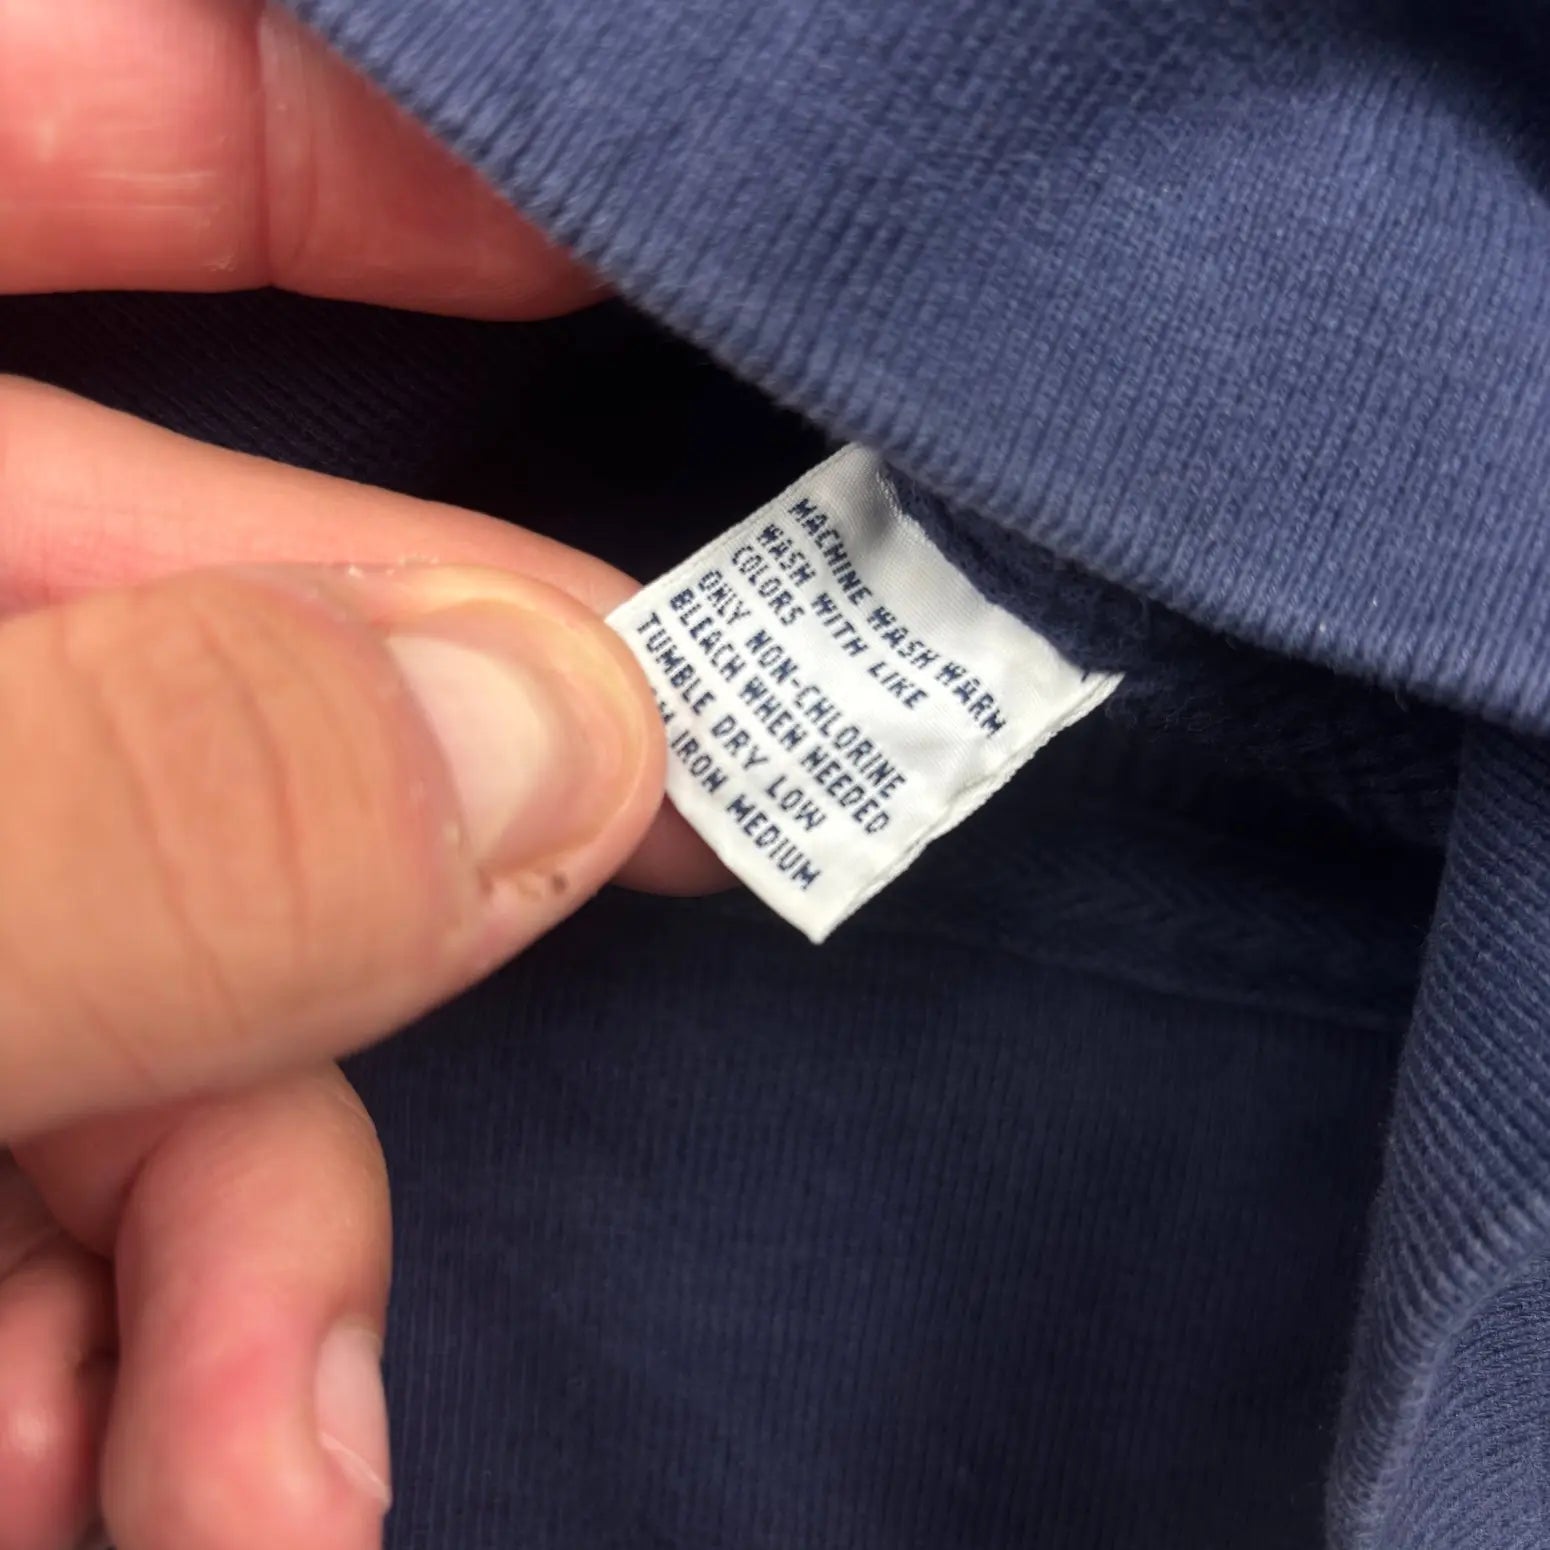 MACHINE WASH WARM
WASH WITH LIKE
COLORS
ONLY NON-CHLORINE
BLEACH WHEN NEEDED
TUMBLE DRY LOW
IRON MEDIUM